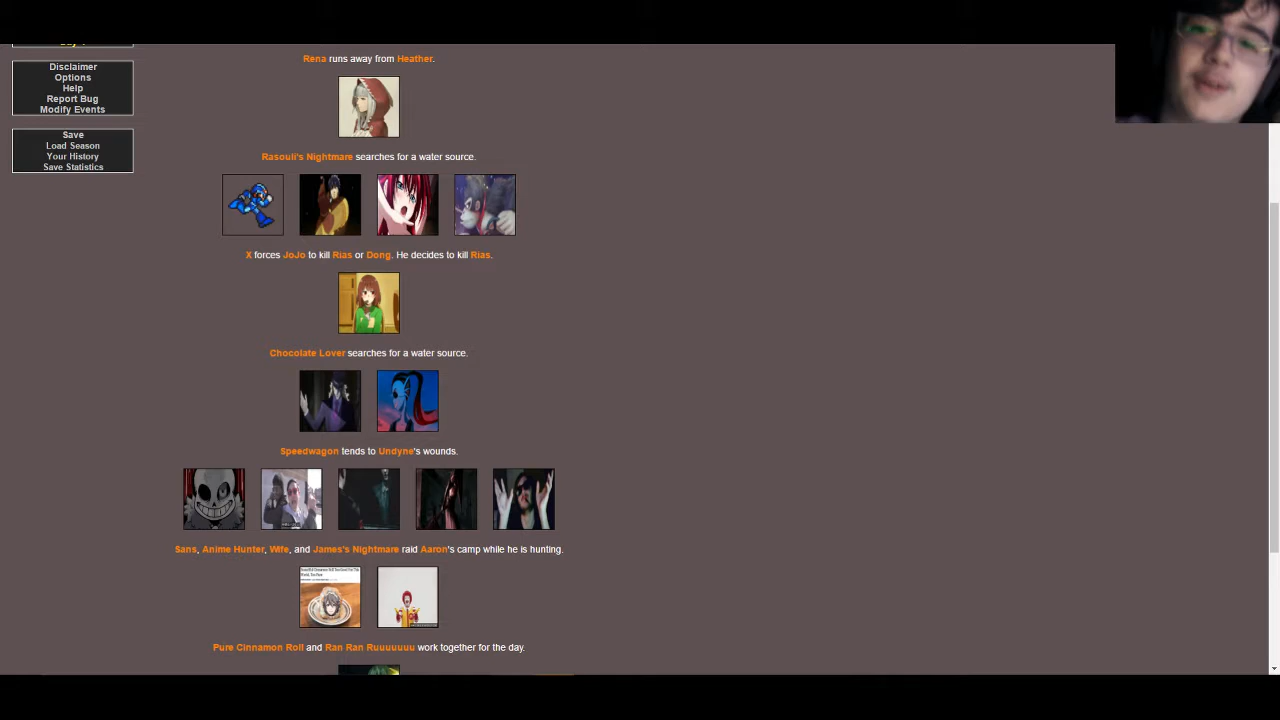 Disclaimer
Options
Help
Report Bug
Modify Events
Save
Load Season
Your History
Save Statistics
Rena runs away from Heather.
Rasouli's Nightmare searches for a water source.
X forces JoJo to kill Rias or Dong. He decides to kill Rias.
Chocolate Lover searches for a water source.
Speedwagon tends to Undyne's wounds.
Sans, Anime Hunter, Wife, and James's Nightmare raid Aaron's camp while he is hunting.
Pure Cinnamon Roll and Ran Ran Ruuuuuuu work together for the day.